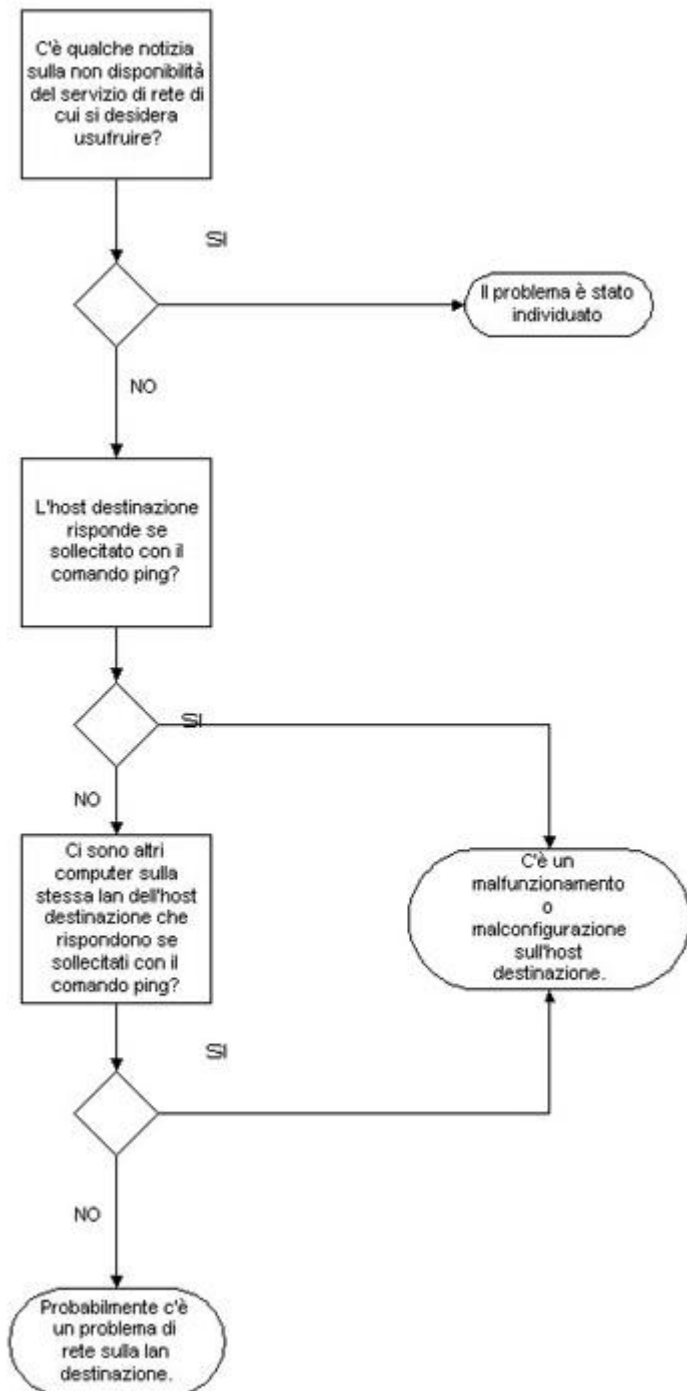 C'è qualche notizia
sulla non disponibilità
del servizio di rete di
cui si desidera
usufruire?
SI
Il problema è stato
individuato
NO
L'host destinazione
risponde se
sollecitato con il
comando ping?
SI
NO
Ci sono altri
computer sulla
stessa lan dell'host
destinazione che
rispondono se
sollecitati con il
comando ping?
C'è un
malfunzionamento
o
malconfigurazione
sull'host
destinazione.
SI
NO
Probabilmente c'è
un problema di
rete sulla lan
destinazione.